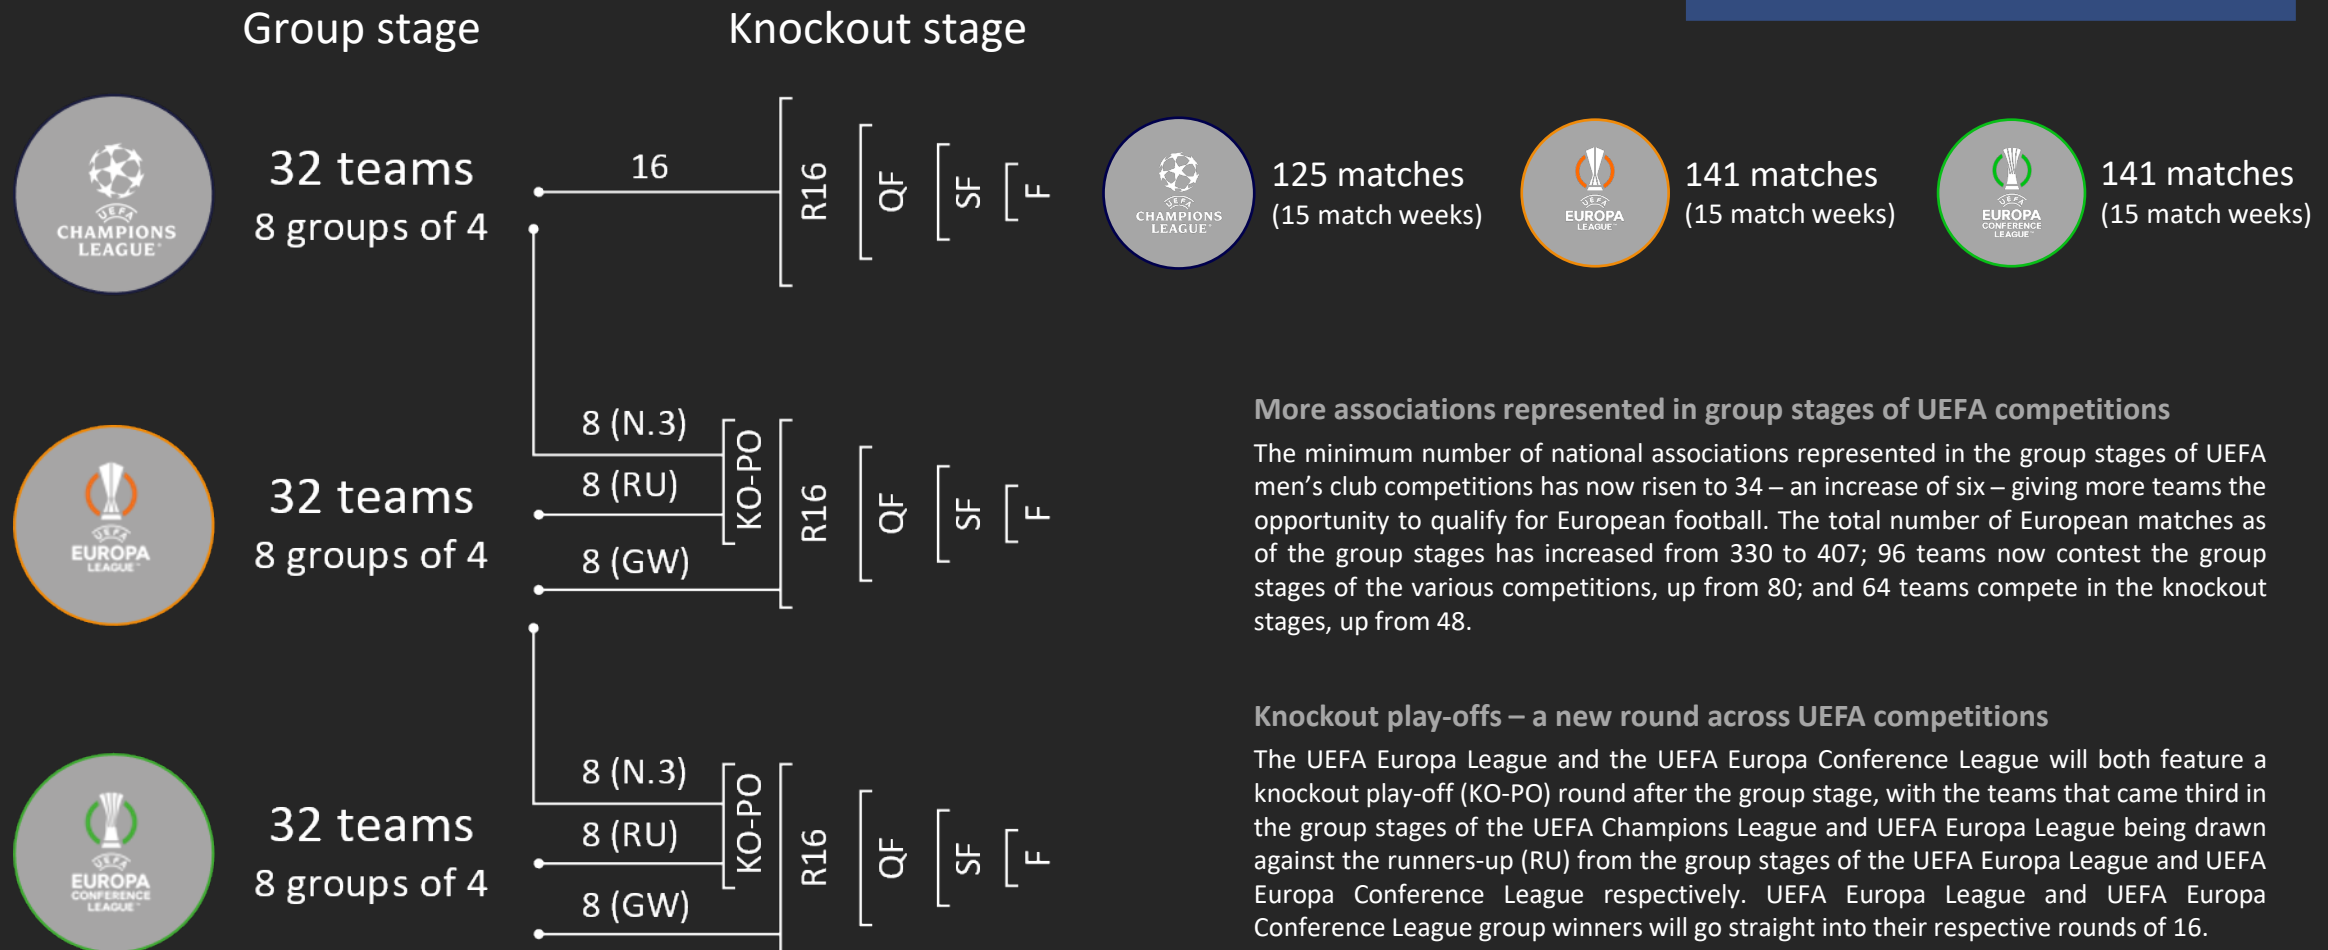 Group stage
Knockout stage
UEFA
CHAMPIONS
LEAGUE
32 teams
8 groups of 4
16
R16
QF
SF
F
UEFA
CHAMPIONS
LEAGUE
125 matches
(15 match weeks)
UEFA
EUROPA
LEAGUE™
141 matches
(15 match weeks)
UEFA
EUROPA
CONFERENCE
LEAGUE™
141 matches
(15 match weeks)
UEFA
EUROPA
LEAGUE™
32 teams
8 groups of 4
8 (N.3)
8 (RU)
8 (GW)
KO-PO
R16
QF
SF
F
UEFA
EUROPA
CONFERENCE
LEAGUE™
32 teams
8 groups of 4
8 (N.3)
8 (RU)
8 (GW)
KO-PO
R16
QF
SF
F
More associations represented in group stages of UEFA competitions
The minimum number of national associations represented in the group stages of UEFA
men’s club competitions has now risen to 34 – an increase of six – giving more teams the
opportunity to qualify for European football. The total number of European matches as
of the group stages has increased from 330 to 407; 96 teams now contest the group
stages of the various competitions, up from 80; and 64 teams compete in the knockout
stages, up from 48.
Knockout play-offs – a new round across UEFA competitions
The UEFA Europa League and the UEFA Europa Conference League will both feature a
knockout play-off (KO-PO) round after the group stage, with the teams that came third in
the group stages of the UEFA Champions League and UEFA Europa League being drawn
against the runners-up (RU) from the group stages of the UEFA Europa League and UEFA
Europa Conference League respectively. UEFA Europa League and UEFA Europa
Conference League group winners will go straight into their respective rounds of 16.